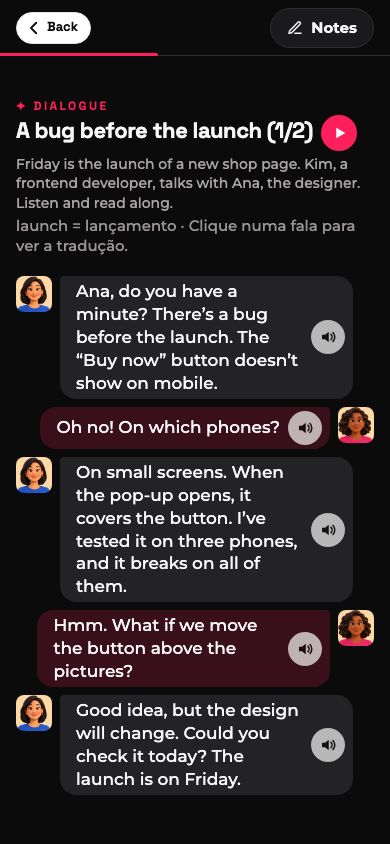 Back
Notes
DIALOGUE
A bug before the launch (1/2)
Friday is the launch of a new shop page. Kim, a
frontend developer, talks with Ana, the designer.
Listen and read along.
launch = lançamento · Clique numa fala para
ver a tradução.
Ana, do you have a
minute? There’s a bug
before the launch. The
“Buy now” button doesn’t
show on mobile.
Oh no! On which phones?
On small screens. When
the pop-up opens, it
covers the button. I’ve
tested it on three phones,
and it breaks on all of
them.
Hmm. What if we move
the button above the
pictures?
Good idea, but the design
will change. Could you
check it today? The
launch is on Friday.